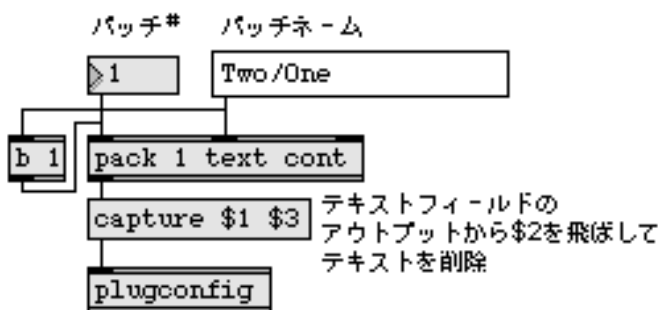 パッチ# パッチネーム
1 Two/One
b 1 pack 1 text cont
capture $1 $3
テキストフィールドの
アウトプットから$2を飛ばして
テキストを削除
plugconfig